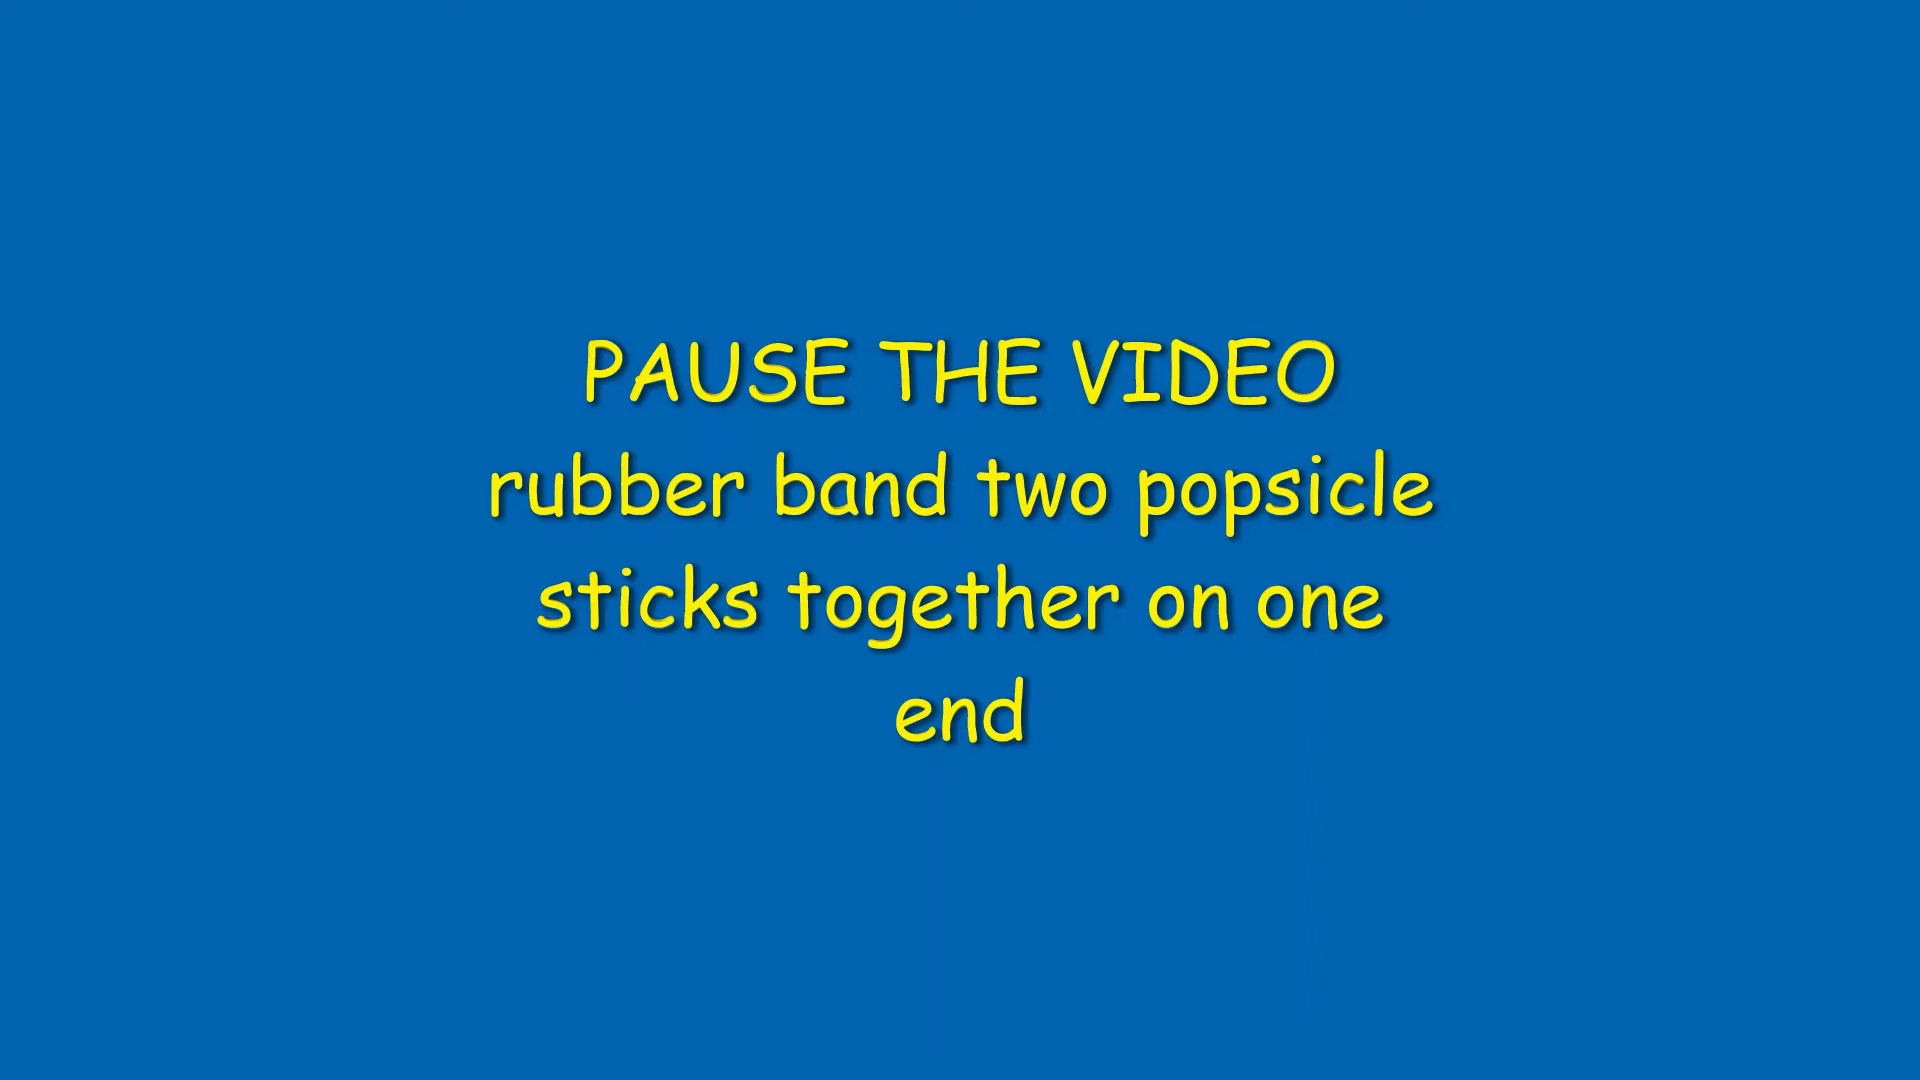 PAUSE THE VIDEO
rubber band two popsicle
sticks together on one
end